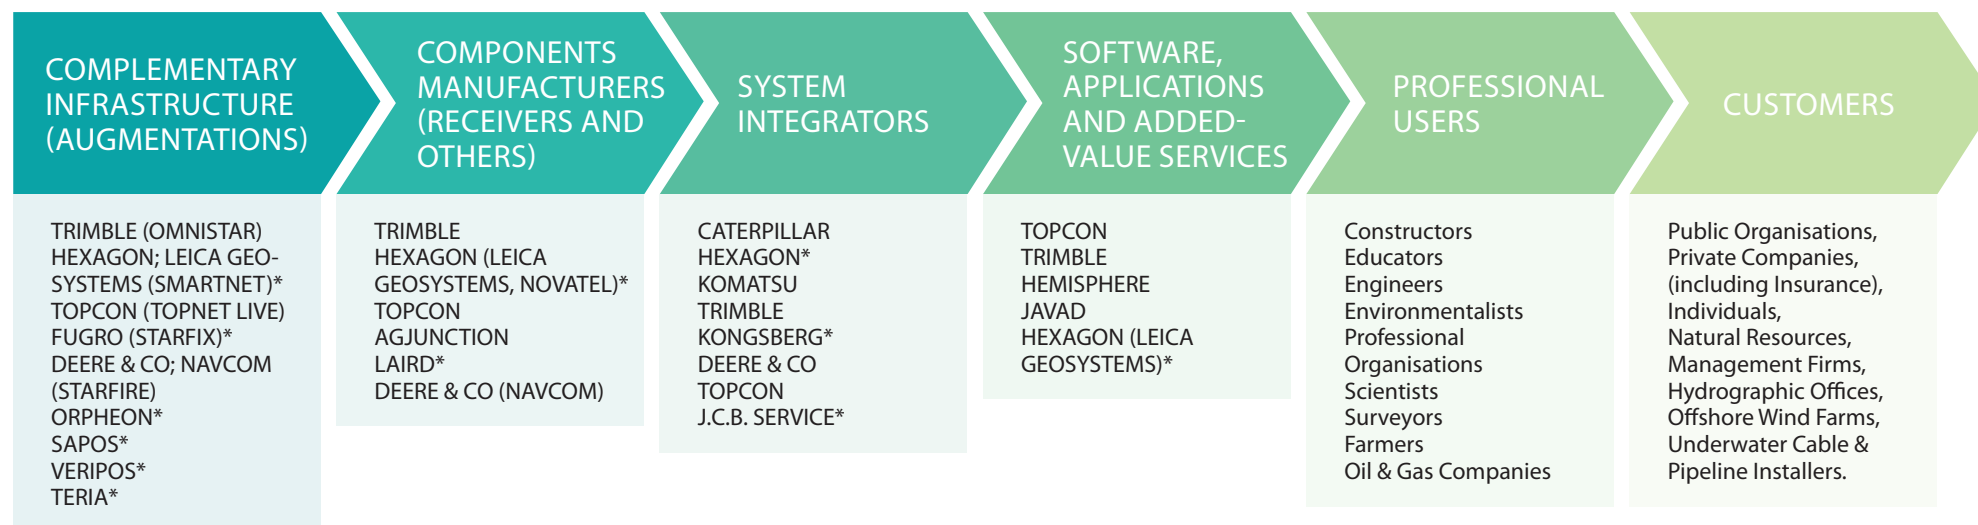 COMPLEMENTARY
INFRASTRUCTURE
(AUGMENTATIONS)
TRIMBLE (OMNISTAR)
HEXAGON; LEICA GEO-
SYSTEMS (SMARTNET)*
TOPCON (TOPNET LIVE)
FUGRO (STARFIX)*
DEERE & CO; NAVCOM
(STARFIRE)
ORPHEON*
SAPOS*
VERIPOS*
TERIA*
COMPONENTS
MANUFACTURERS
(RECEIVERS AND
OTHERS)
TRIMBLE
HEXAGON (LEICA
GEOSYSTEMS, NOVATEL)*
TOPCON
AGJUNCTION
LAIRD*
DEERE & CO (NAVCOM)
SYSTEM
INTEGRATORS
CATERPILLAR
HEXAGON*
KOMATSU
TRIMBLE
KONGSBERG*
DEERE & CO
TOPCON
J.C.B. SERVICE*
SOFTWARE,
APPLICATIONS
AND ADDED-
VALUE SERVICES
TOPCON
TRIMBLE
HEMISPHERE
JAVAD
HEXAGON (LEICA
GEOSYSTEMS)*
PROFESSIONAL
USERS
Constructors
Educators
Engineers
Environmentalists
Professional
Organisations
Scientists
Surveyors
Farmers
Oil & Gas Companies
CUSTOMERS
Public Organisations,
Private Companies,
(including Insurance),
Individuals,
Natural Resources,
Management Firms,
Hydrographic Offices,
Offshore Wind Farms,
Underwater Cable &
Pipeline Installers.